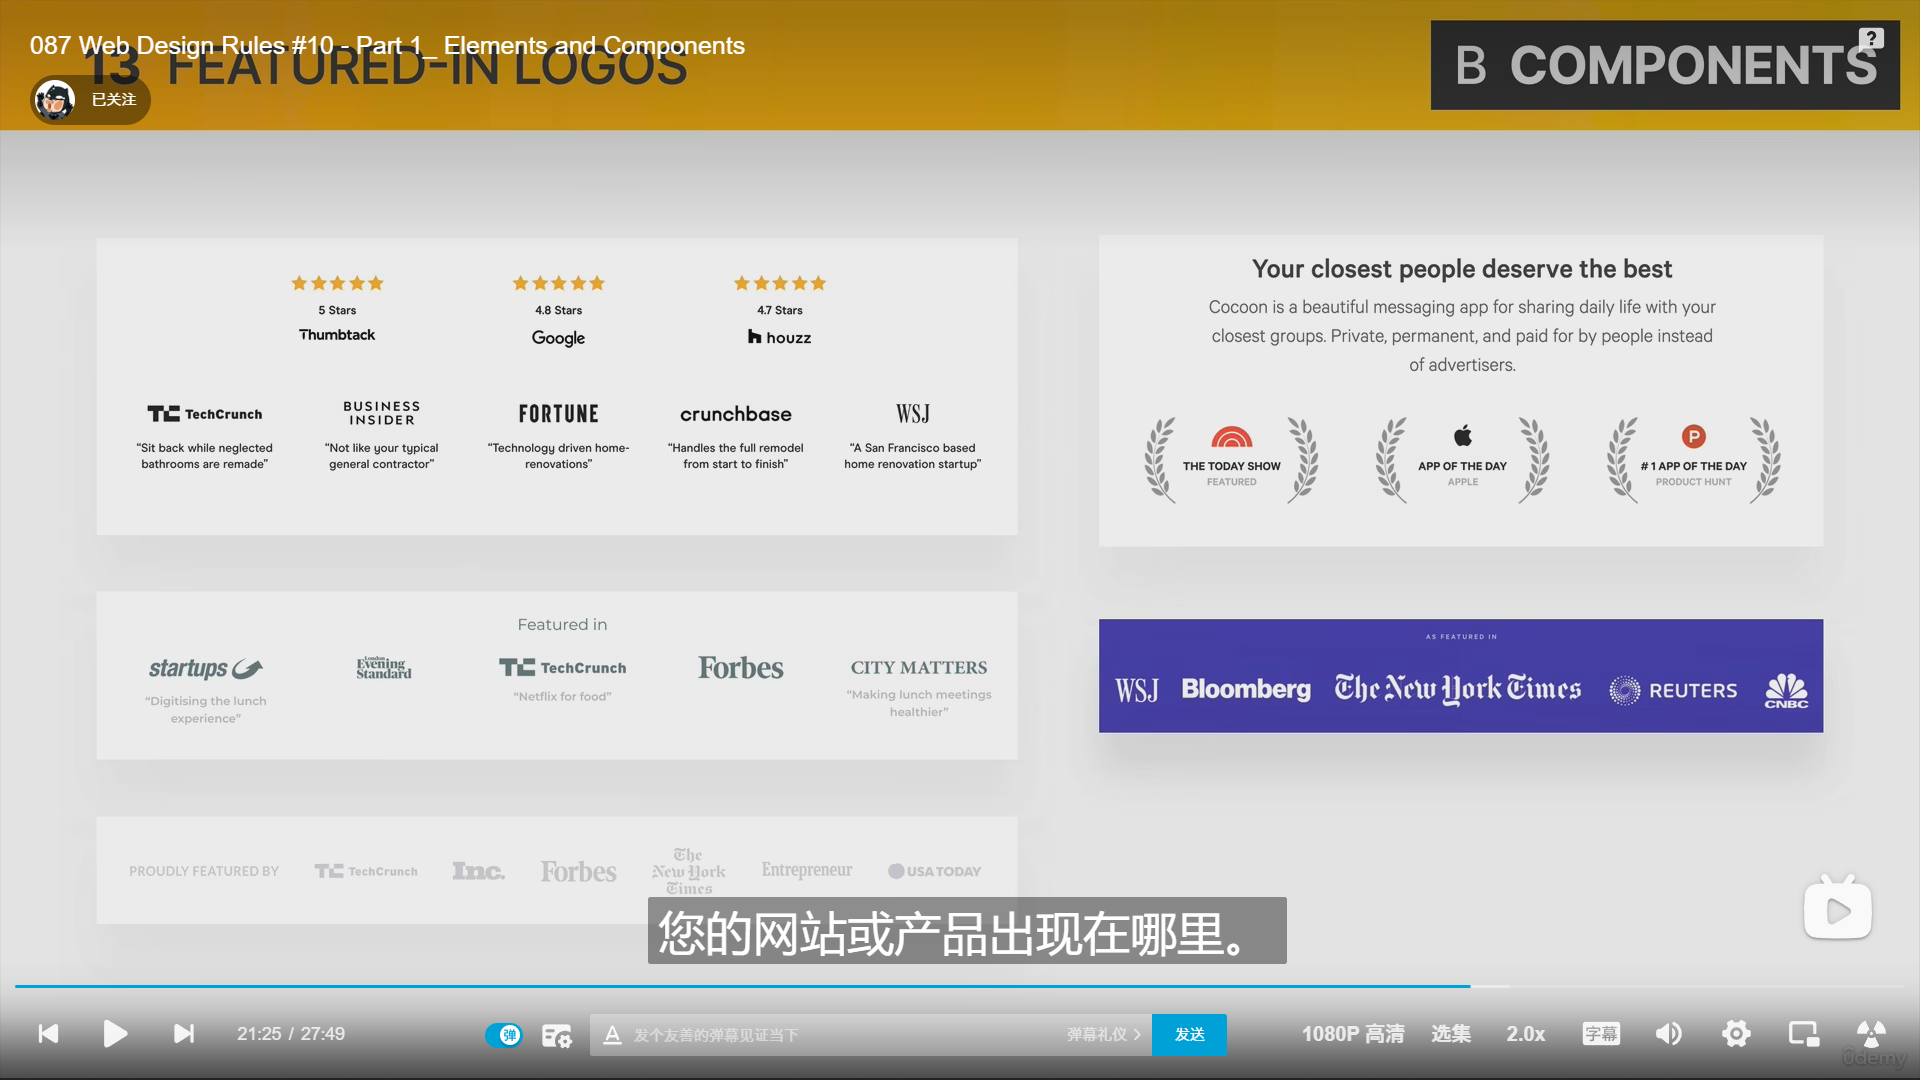 087 Web Design Rules #10 - Part 1_ Elements and Components
13 FEATURED-IN LOGOS
B COMPONENTS
?
已关注
5 Stars
Thumbtack
4.8 Stars
Google
4.7 Stars
houzz
TC TechCrunch
“Sit back while neglected
bathrooms are remade”
BUSINESS
INSIDER
“Not like your typical
general contractor”
FORTUNE
“Technology driven home-
renovations”
crunchbase
“Handles the full remodel
from start to finish”
WSJ
“A San Francisco based
home renovation startup”
Your closest people deserve the best
Cocoon is a beautiful messaging app for sharing daily life with your
closest groups. Private, permanent, and paid for by people instead
of advertisers.
THE TODAY SHOW
FEATURED
APP OF THE DAY
APPLE
P
#1 APP OF THE DAY
PRODUCT HUNT
Featured in
startups
“Digitising the lunch
experience”
London
Evening
Standard
TC TechCrunch
“Netflix for food”
Forbes
CITY MATTERS
“Making lunch meetings
healthier”
AS FEATURED IN
WSJ
Bloomberg
The New York Times
REUTERS
CNBC
PROUDLY FEATURED BY
TC TechCrunch
Inc.
Forbes
The
New York
Times
Entrepreneur
USA TODAY
您的网站或产品出现在哪里。
21:25 / 27:49
弹
A
发个友善的弹幕见证当下
弹幕礼仪
发送
1080P 高清
选集
2.0x
字幕
ûdemy